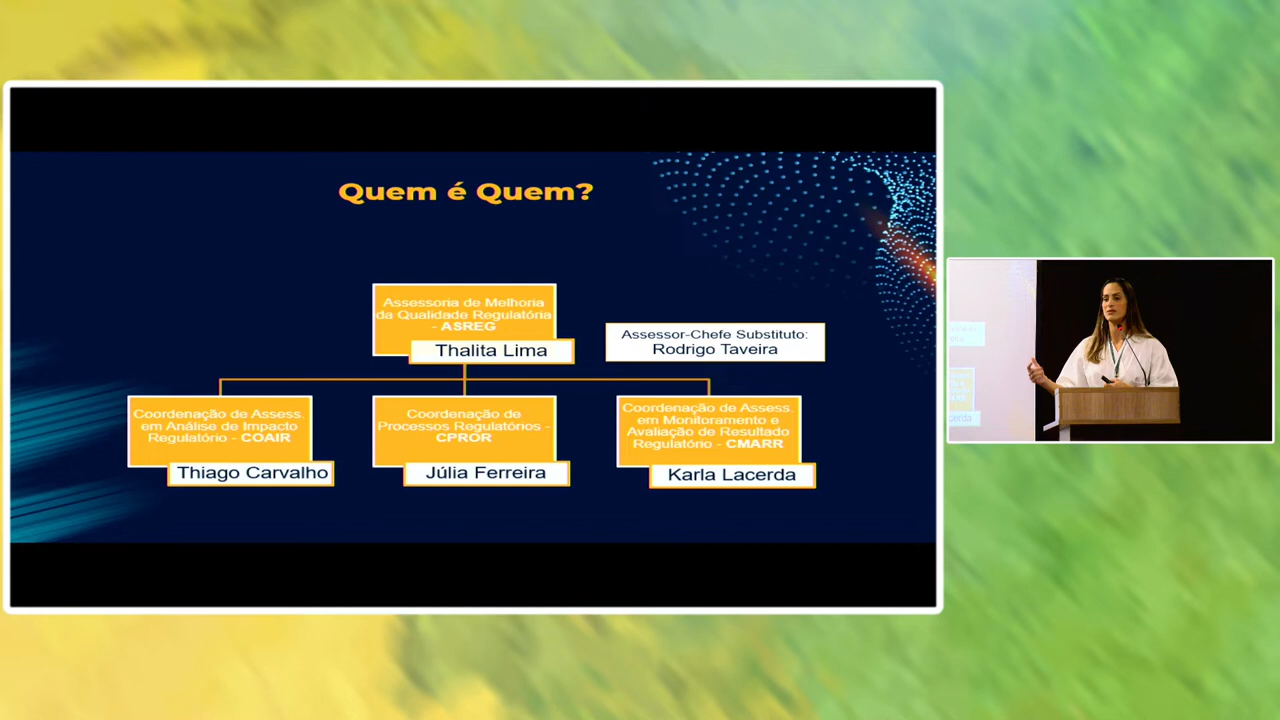 Quem é Quem?
Assessoria de Melhoria
da Qualidade Regulatória
- ASREG
Thalita Lima
Assessor-Chefe Substituto:
Rodrigo Taveira
Coordenação de Assess.
em Análise de Impacto
Regulatório - COAIR
Thiago Carvalho
Coordenação de
Processos Regulatórios -
CPROR
Júlia Ferreira
Coordenação de Assess.
em Monitoramento e
Avaliação de Resultado
Regulatório - CMARR
Karla Lacerda